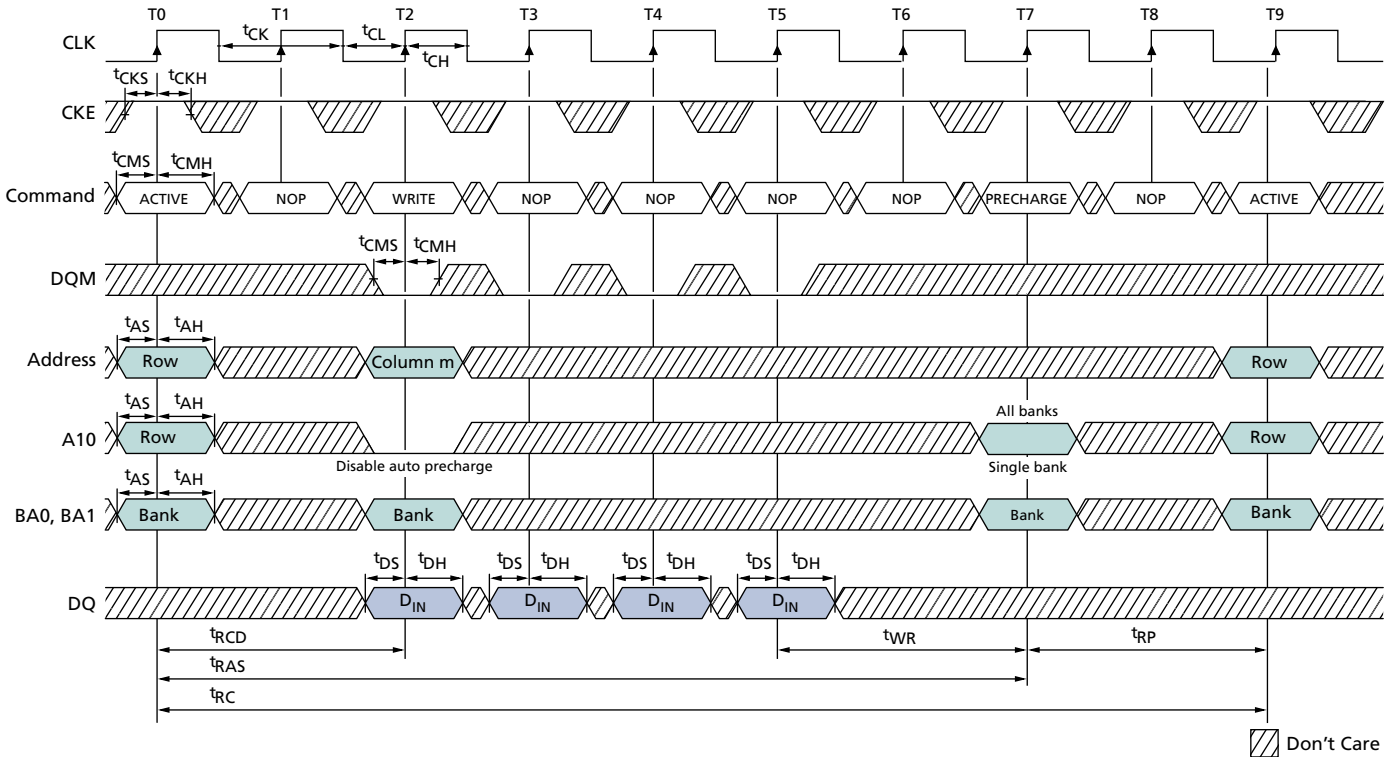 T0 T1 T2 T3 T4 T5 T6 T7 T8 T9
CLK
tCK tCL
tCH
tCKS tCKH
CKE
tCMS tCMH
Command ACTIVE NOP WRITE NOP NOP NOP NOP PRECHARGE NOP ACTIVE
tCMS tCMH
DQM
tAS tAH
Address Row Column m Row
tAS tAH All banks
A10 Row Row
Disable auto precharge Single bank
tAS tAH
BA0, BA1 Bank Bank Bank Bank
tDS tDH tDS tDH tDS tDH tDS tDH
DQ DIN DIN DIN DIN
tRCD tWR tRP
tRAS
tRC
Don't Care